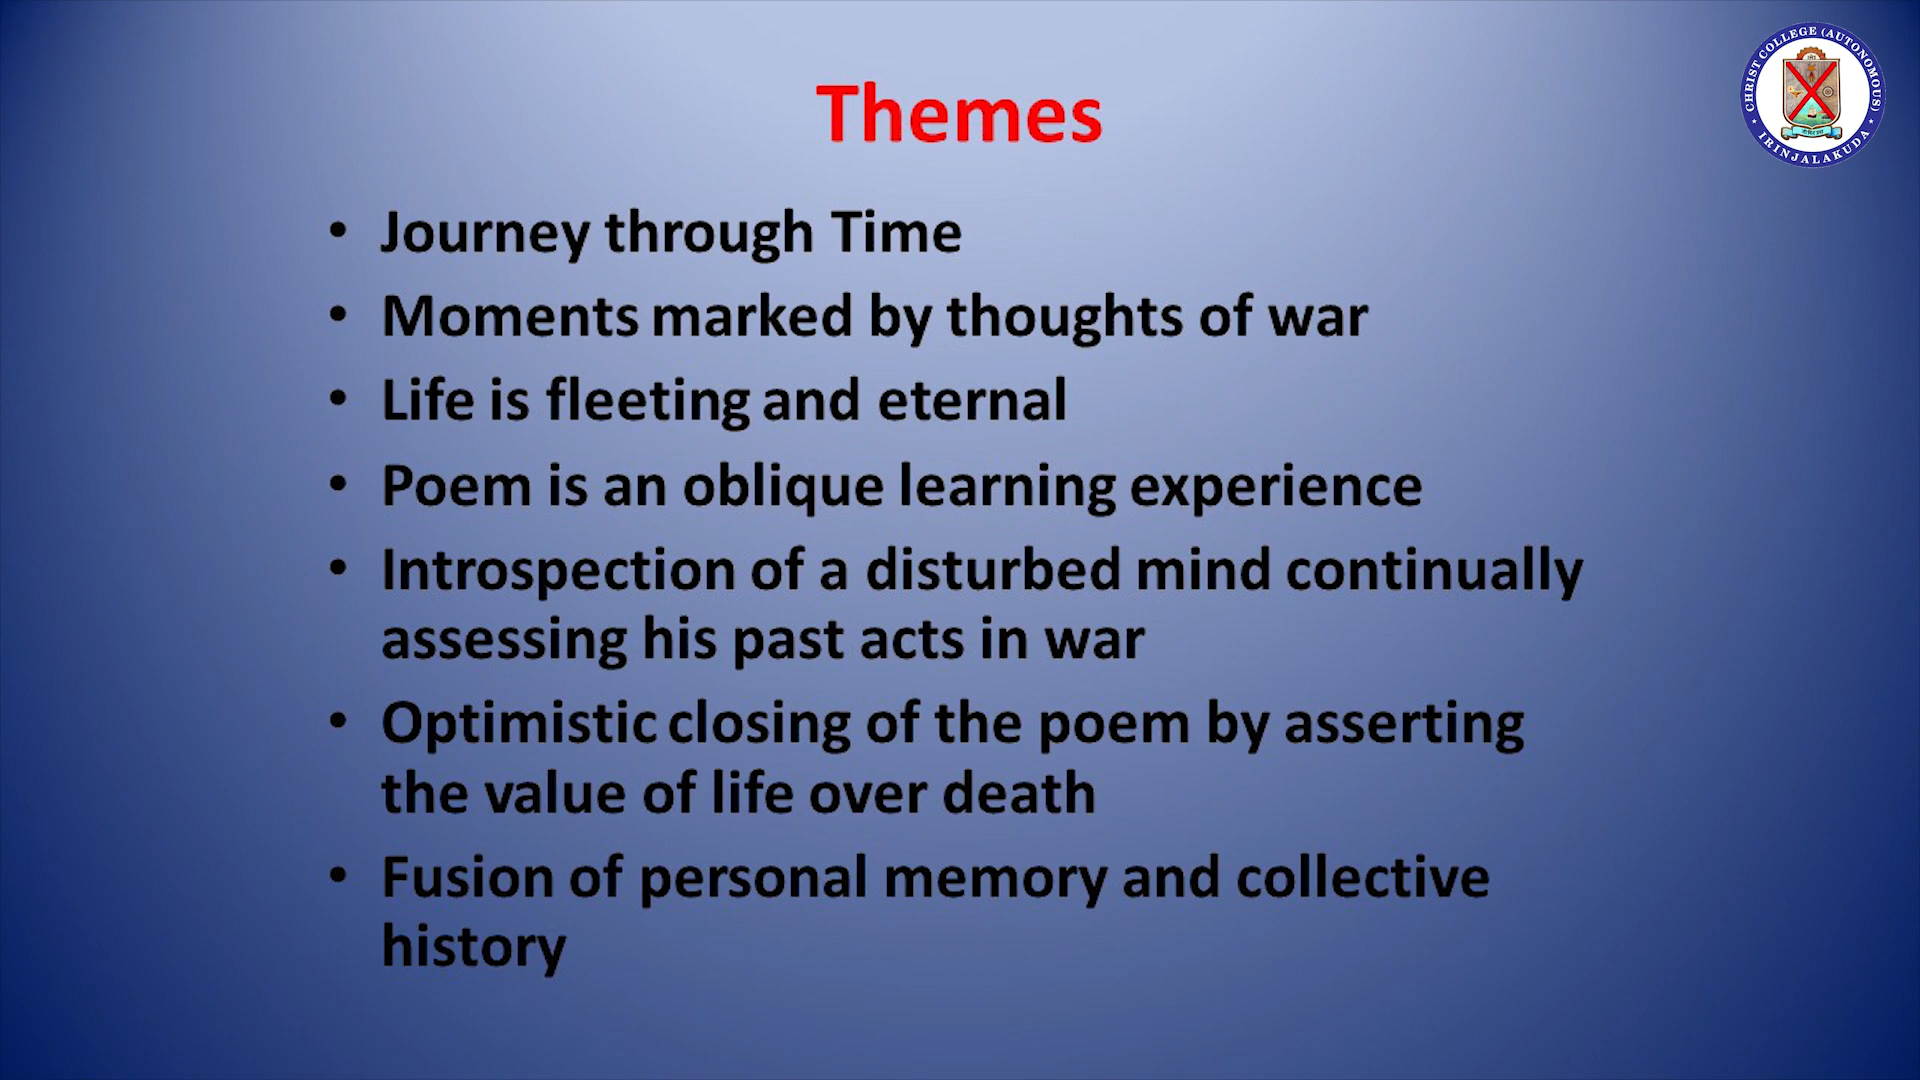 Themes
CHRIST COLLEGE (AUTONOMOUS)
IRINJALAKUDA
• Journey through Time
• Moments marked by thoughts of war
• Life is fleeting and eternal
• Poem is an oblique learning experience
• Introspection of a disturbed mind continually
assessing his past acts in war
• Optimistic closing of the poem by asserting
the value of life over death
• Fusion of personal memory and collective
history